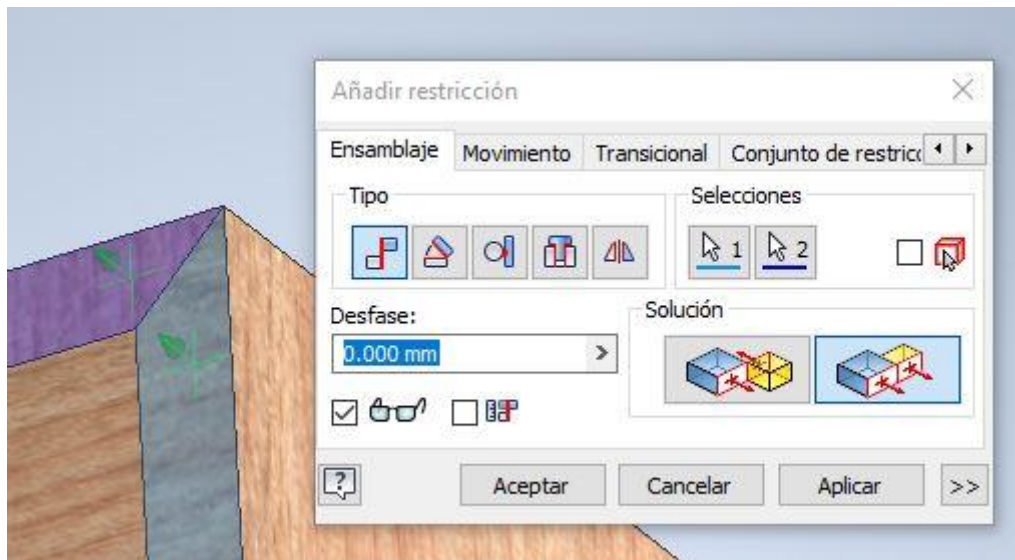 Añadir restricción
Ensamblaje Movimiento Transicional Conjunto de restricc
Tipo
Selecciones
1 2
Desfase:
Solución
0.000 mm >
?
Aceptar Cancelar Aplicar >>